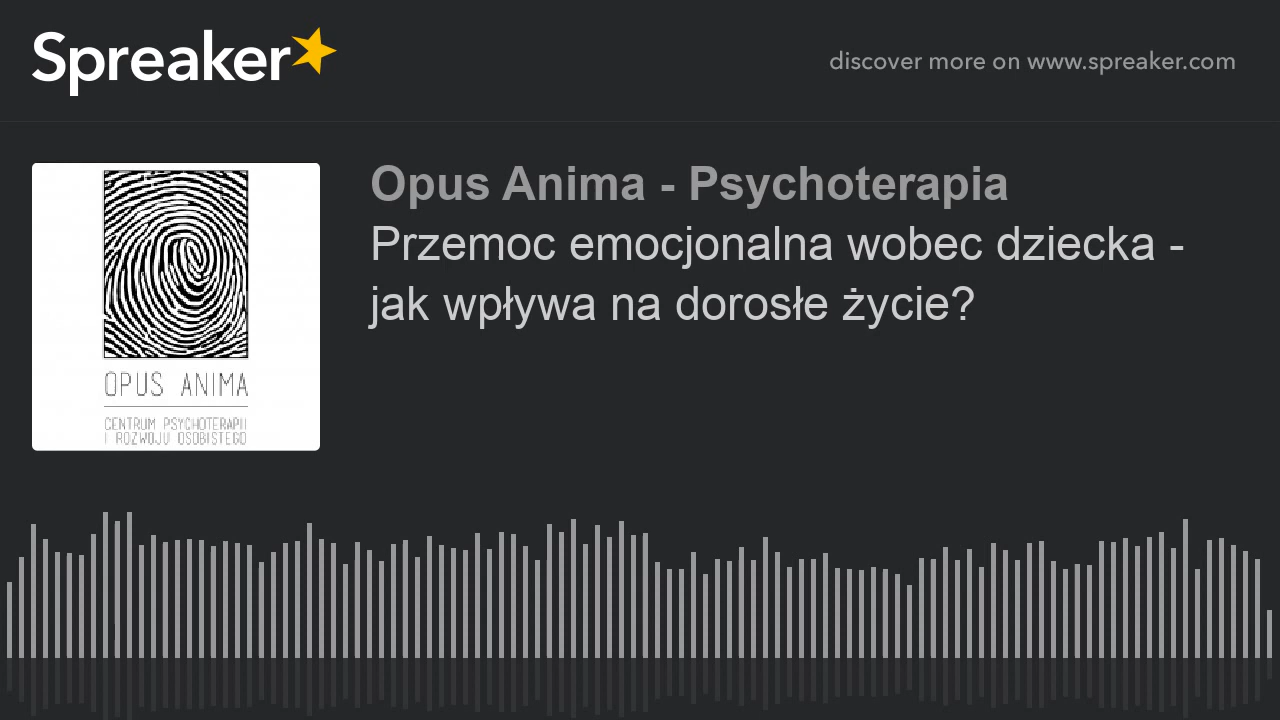 Spreaker
discover more on www.spreaker.com
OPUS ANIMA
CENTRUM PSYCHOTERAPII
I ROZWOJU OSOBISTEGO
Opus Anima - Psychoterapia
Przemoc emocjonalna wobec dziecka -
jak wpływa na dorosłe życie?